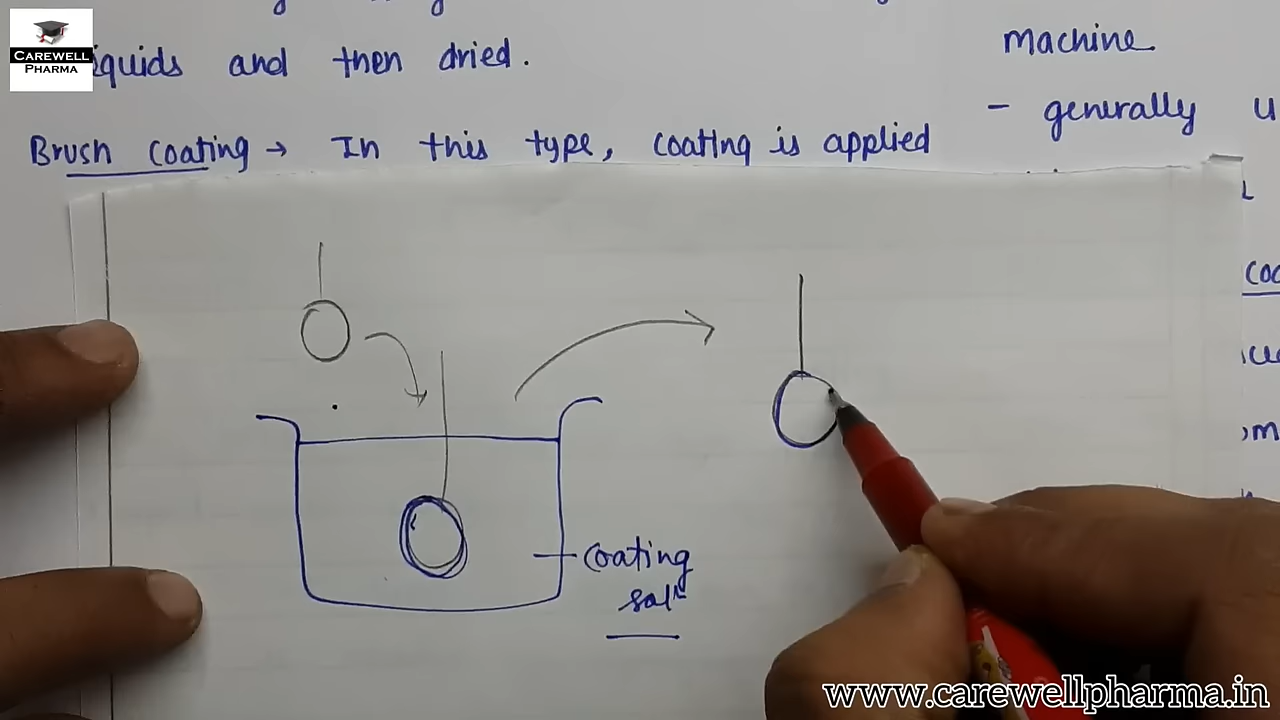 CAREWELL
PHARMA
liquids and then dried.
Brush coating → In this type, coating is applied
machine.
- generally
coating
soln
www.carewellpharma.in